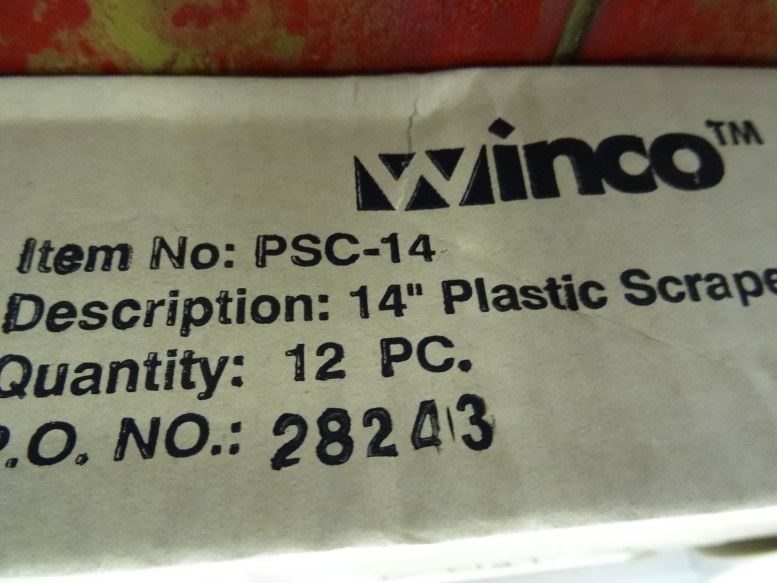 Winco™
Item No: PSC-14
Description: 14" Plastic Scrape
Quantity: 12 PC.
P.O. NO.: 28243